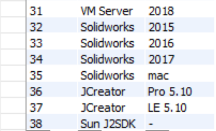 31 VM Server 2018
32 Solidworks 2015
33 Solidworks 2016
34 Solidworks 2017
35 Solidworks mac
36 JCreator Pro 5.10
37 JCreator LE 5.10
38 Sun J2SDK -